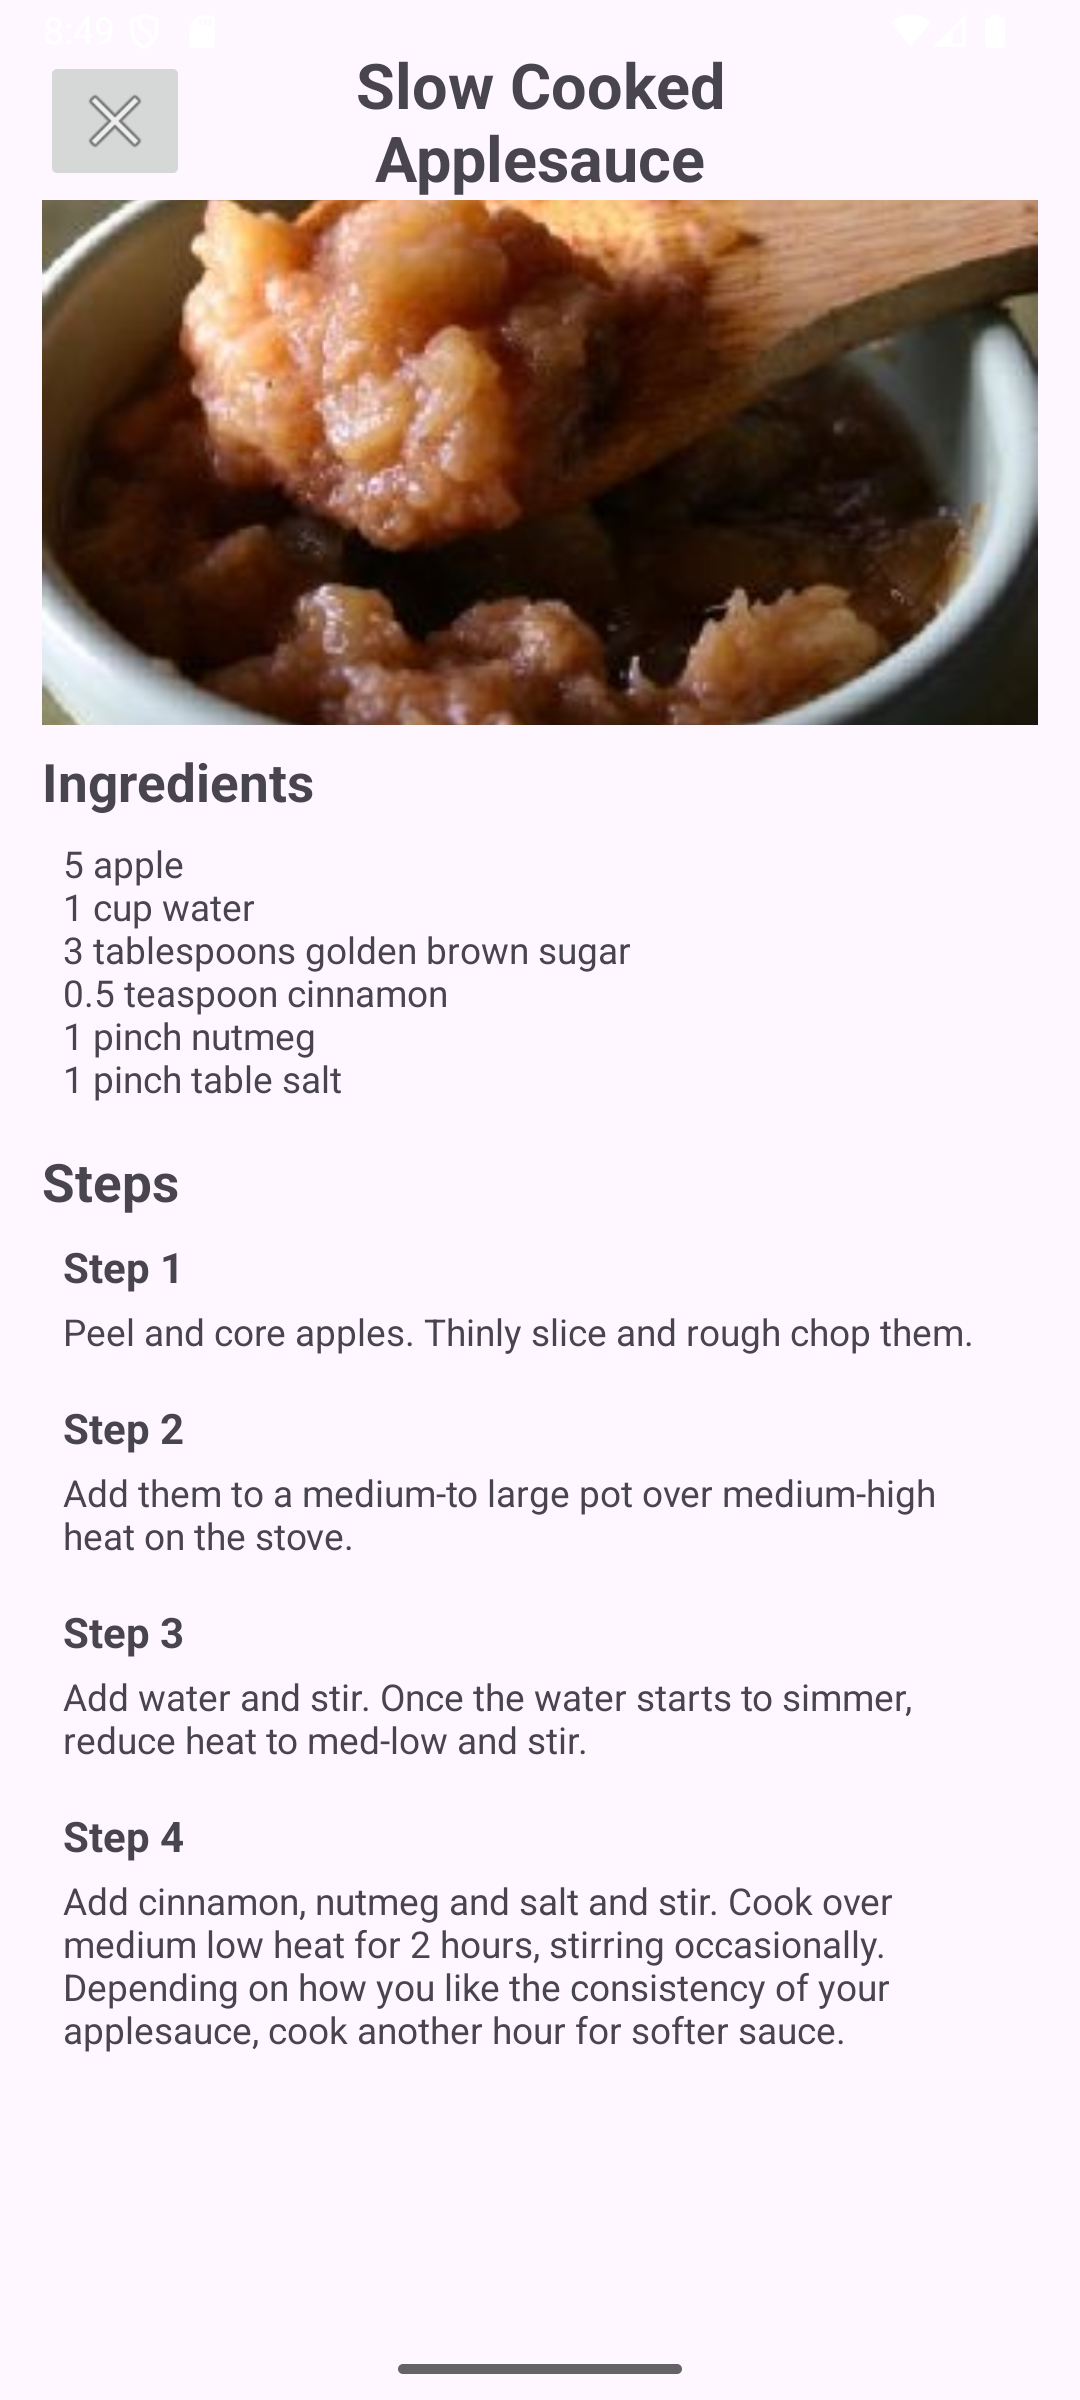 8:49
Slow Cooked
Applesauce
Ingredients
5 apple
1 cup water
3 tablespoons golden brown sugar
0.5 teaspoon cinnamon
1 pinch nutmeg
1 pinch table salt
Steps
Step 1
Peel and core apples. Thinly slice and rough chop them.
Step 2
Add them to a medium-to large pot over medium-high
heat on the stove.
Step 3
Add water and stir. Once the water starts to simmer,
reduce heat to med-low and stir.
Step 4
Add cinnamon, nutmeg and salt and stir. Cook over
medium low heat for 2 hours, stirring occasionally.
Depending on how you like the consistency of your
applesauce, cook another hour for softer sauce.